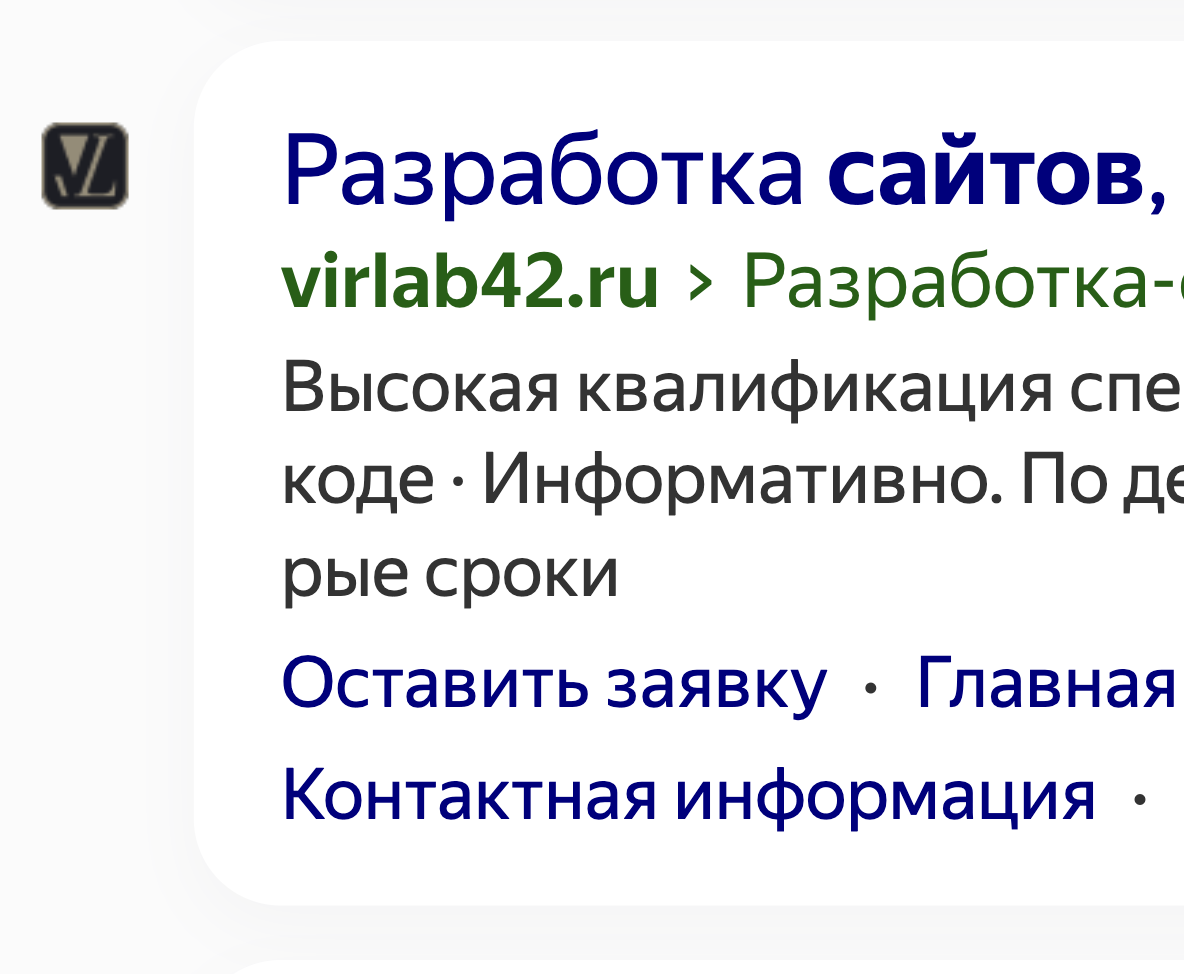 VL
Разработка сайтов,
virlab42.ru › Разработка-
Высокая квалификация спе
коде · Информативно. По де
рые сроки
Оставить заявку · Главная
Контактная информация ·